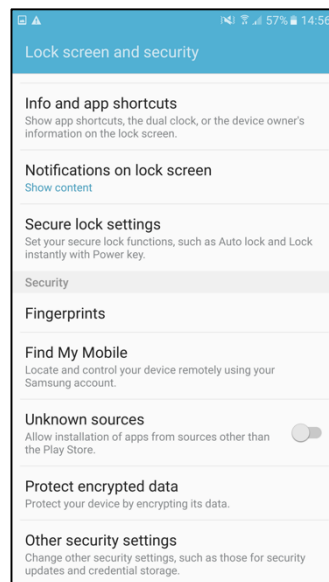 57% 14:56
Lock screen and security
Info and app shortcuts
Show app shortcuts, the dual clock, or the device owner's
information on the lock screen.
Notifications on lock screen
Show content
Secure lock settings
Set your secure lock functions, such as Auto lock and Lock
instantly with Power key.
Security
Fingerprints
Find My Mobile
Locate and control your device remotely using your
Samsung account.
Unknown sources
Allow installation of apps from sources other than
the Play Store.
Protect encrypted data
Protect your device by encrypting its data.
Other security settings
Change other security settings, such as those for security
updates and credential storage.